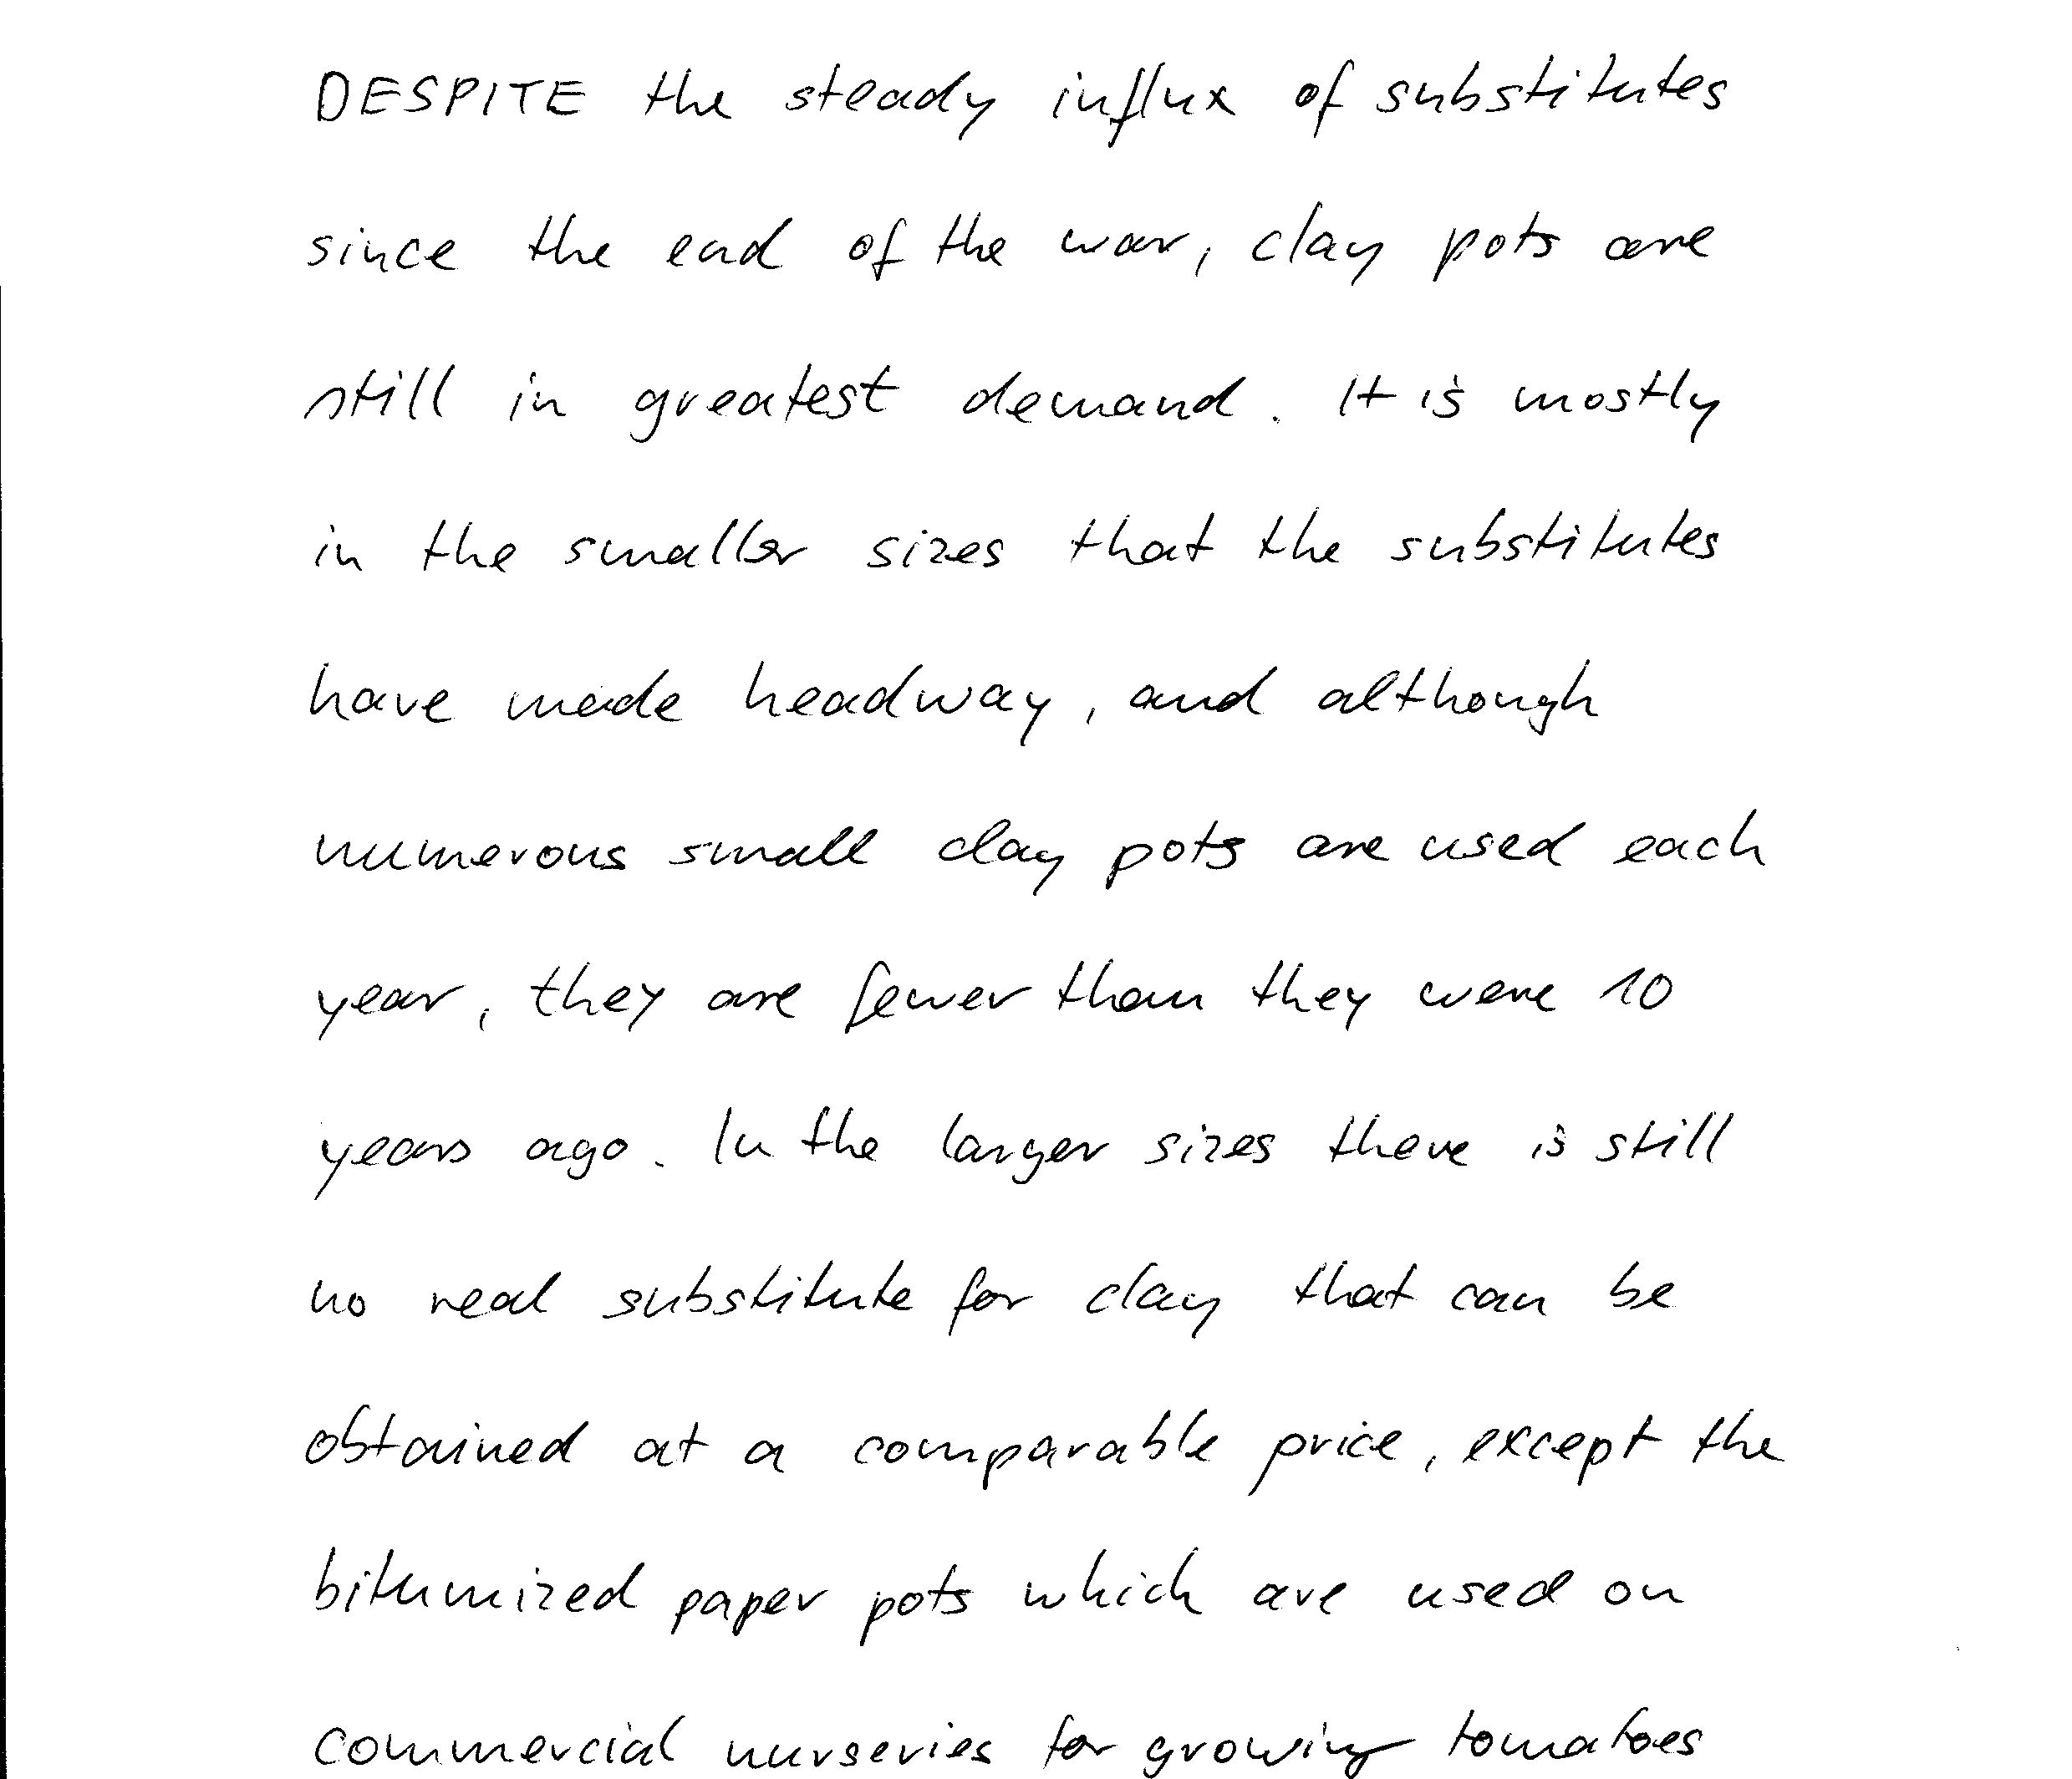 DESPITE the steady influx of substitutes
since the end of the war, clay pots are
still in greatest demand. It is mostly
in the smaller sizes that the substitutes
have made headway, and although
numerous small clay pots are used each
year, they are fewer than they were 10
years ago. In the larger sizes there is still
no real substitute for clay that can be
obtained at a comparable price, except the
bitumized paper pots which are used on
commercial nurseries for growing tomatoes